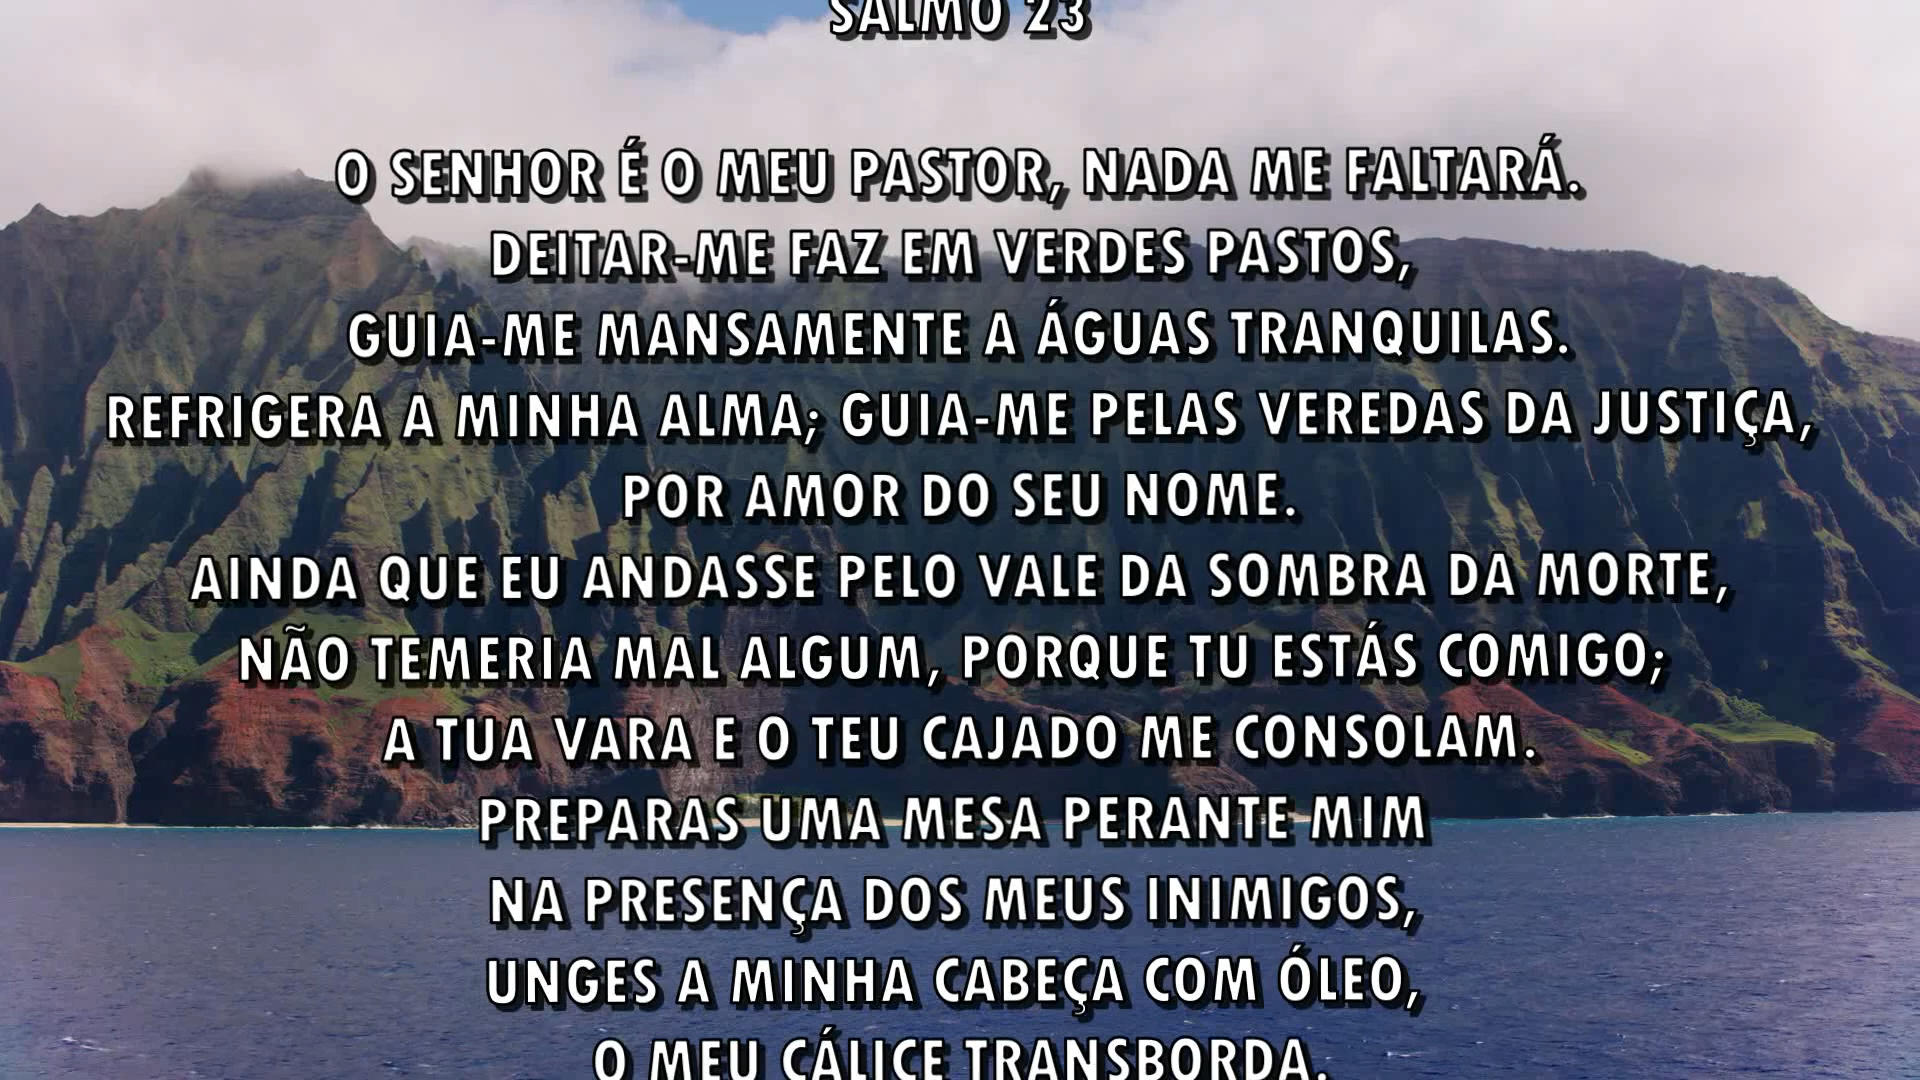 SALMO 23
O SENHOR É O MEU PASTOR, NADA ME FALTARÁ.
DEITAR-ME FAZ EM VERDES PASTOS,
GUIA-ME MANSAMENTE A ÁGUAS TRANQUILAS.
REFRIGERA A MINHA ALMA; GUIA-ME PELAS VEREDAS DA JUSTIÇA,
POR AMOR DO SEU NOME.
AINDA QUE EU ANDASSE PELO VALE DA SOMBRA DA MORTE,
NÃO TEMERIA MAL ALGUM, PORQUE TU ESTÁS COMIGO;
A TUA VARA E O TEU CAJADO ME CONSOLAM.
PREPARAS UMA MESA PERANTE MIM
NA PRESENÇA DOS MEUS INIMIGOS,
UNGES A MINHA CABEÇA COM ÓLEO,
O MEU CÁLICE TRANSBORDA.